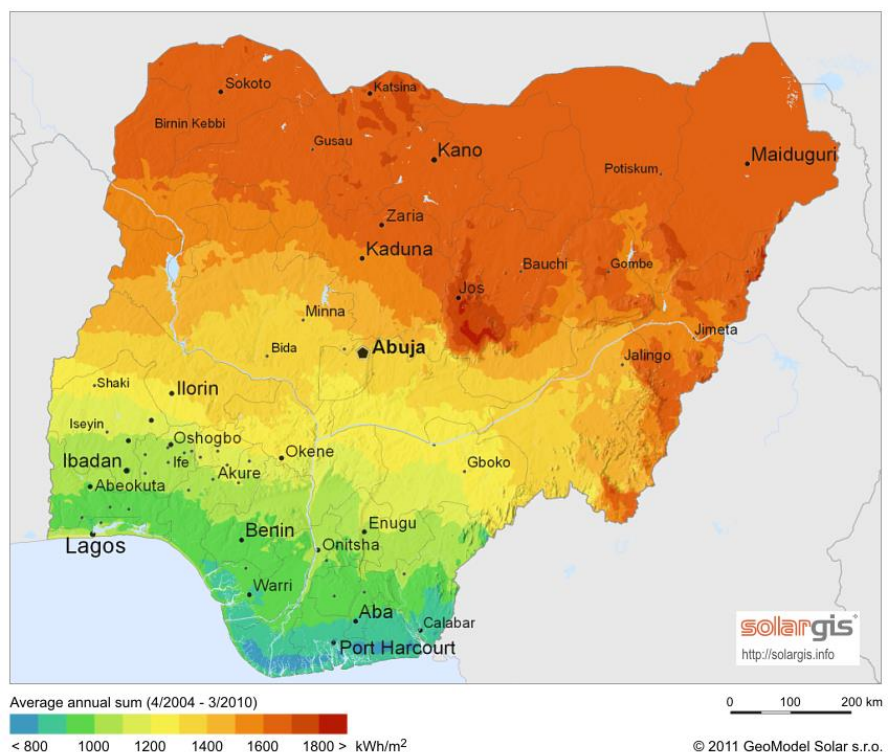 Sokoto
Katsina
Birnin Kebbi
Gusau
Kano
Maiduguri
Potiskum
Zaria
Kaduna
Bauchi
Gombe
Jos
Minna
Jimeta
Bida
Abuja
Jalingo
Shaki
Ilorin
Iseyin
Oshogbo
Okene
Ibadan
Ife
Gboko
Akure
Abeokuta
Enugu
Benin
Onitsha
Lagos
Warri
Aba
Calabar
Port Harcourt
solargis
http://solargis.info
Average annual sum (4/2004 - 3/2010)
0 100 200 km
< 800 1000 1200 1400 1600 1800 > kWh/m²
© 2011 GeoModel Solar s.r.o.